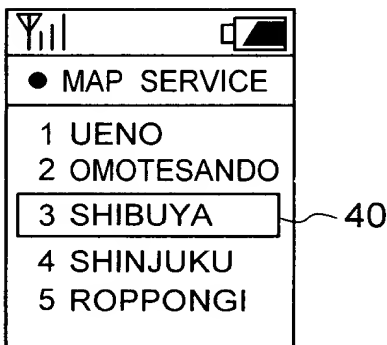 ● MAP SERVICE
1 UENO
2 OMOTESANDO
3 SHIBUYA
40
4 SHINJUKU
5 ROPPONGI